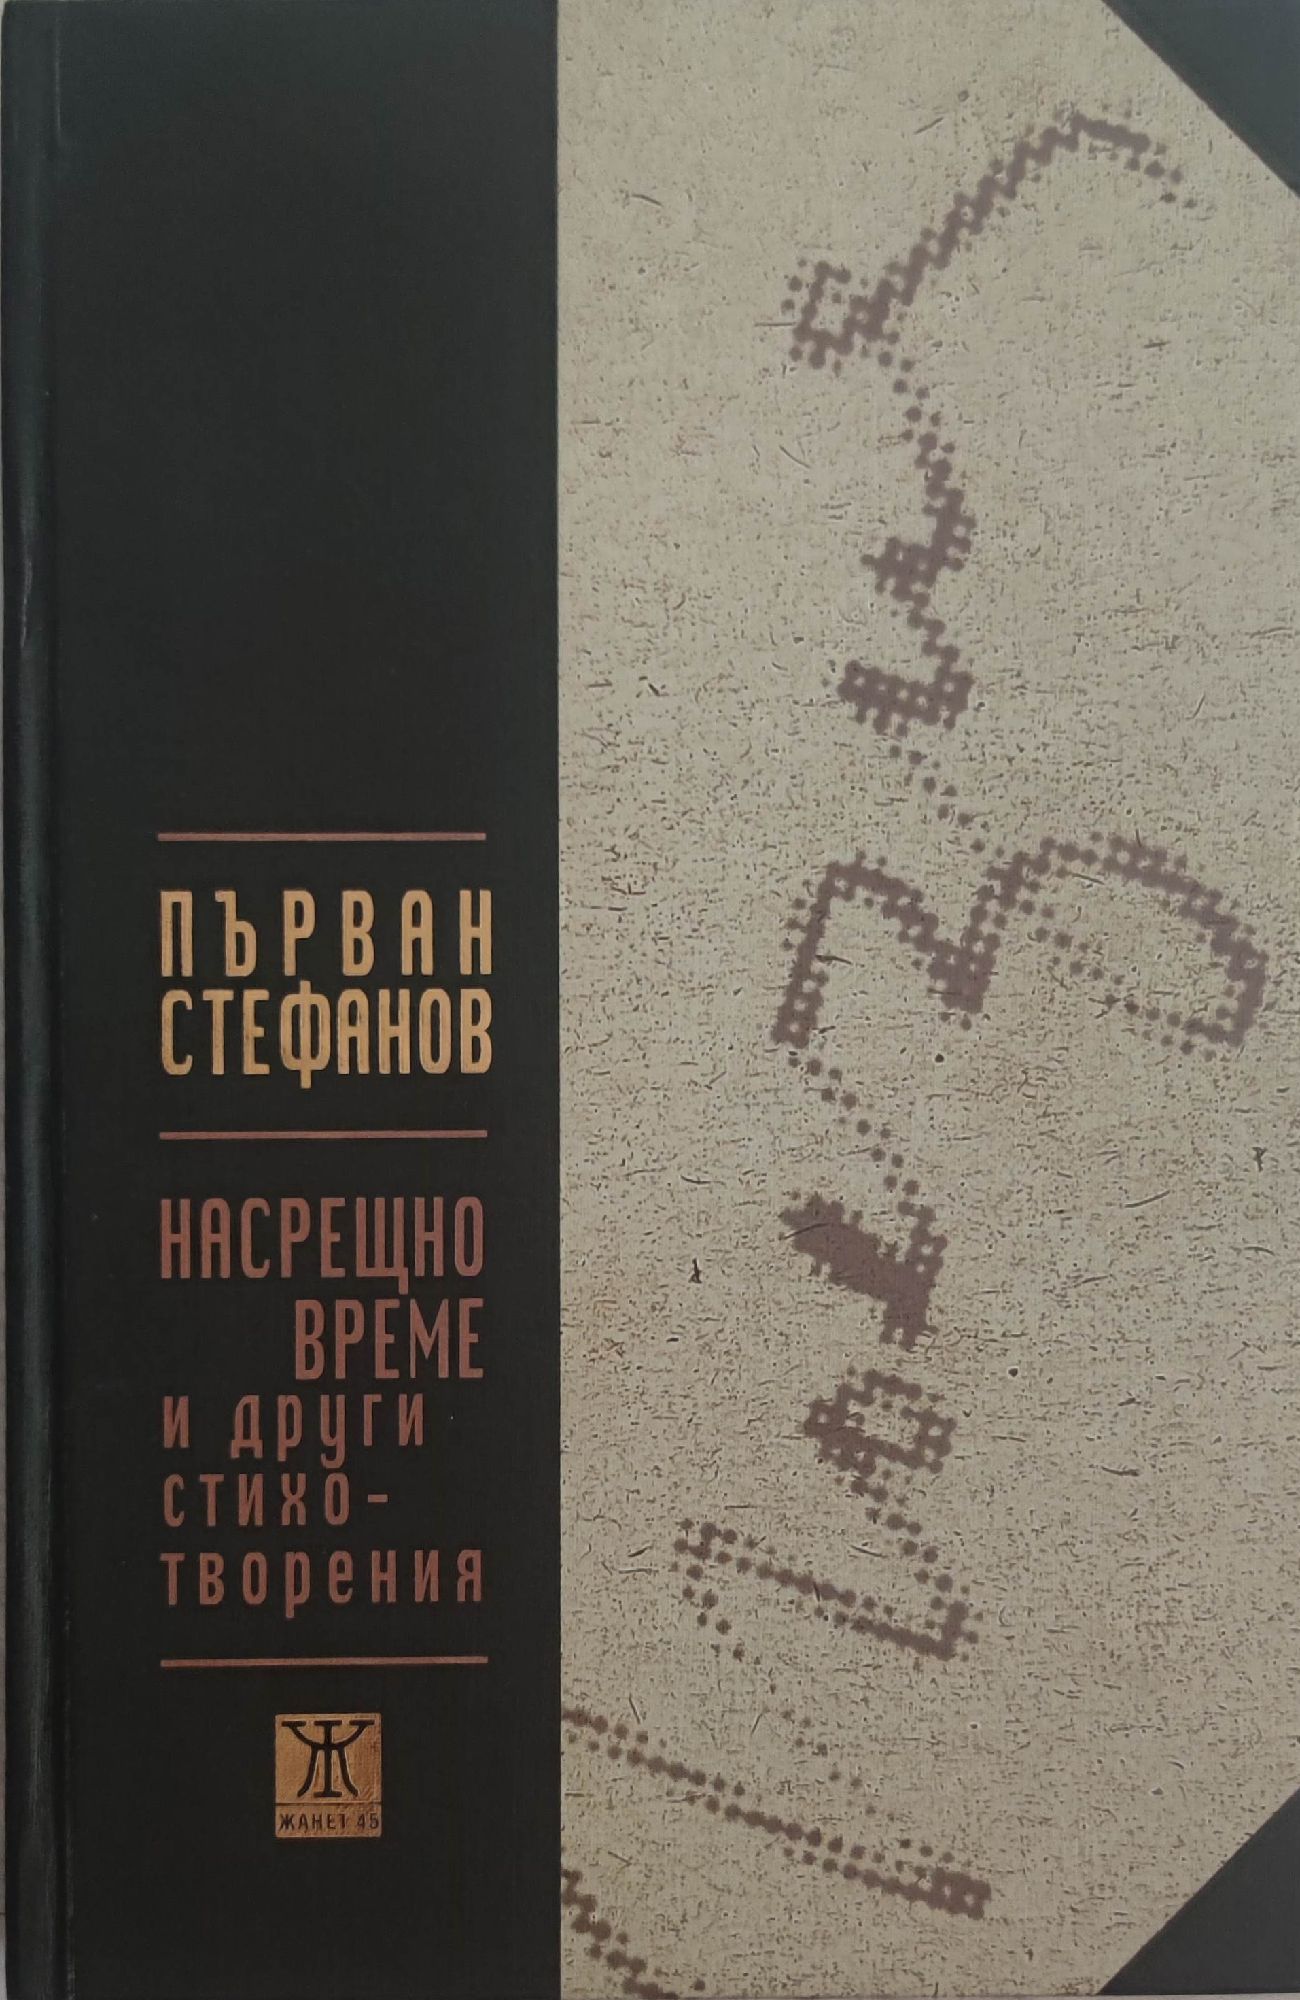 ПЪРВАН
СТЕФАНОВ
НАСРЕЩНО
ВРЕМЕ
и други
стихо-
творения
Ж
ЖАНЕТ 45